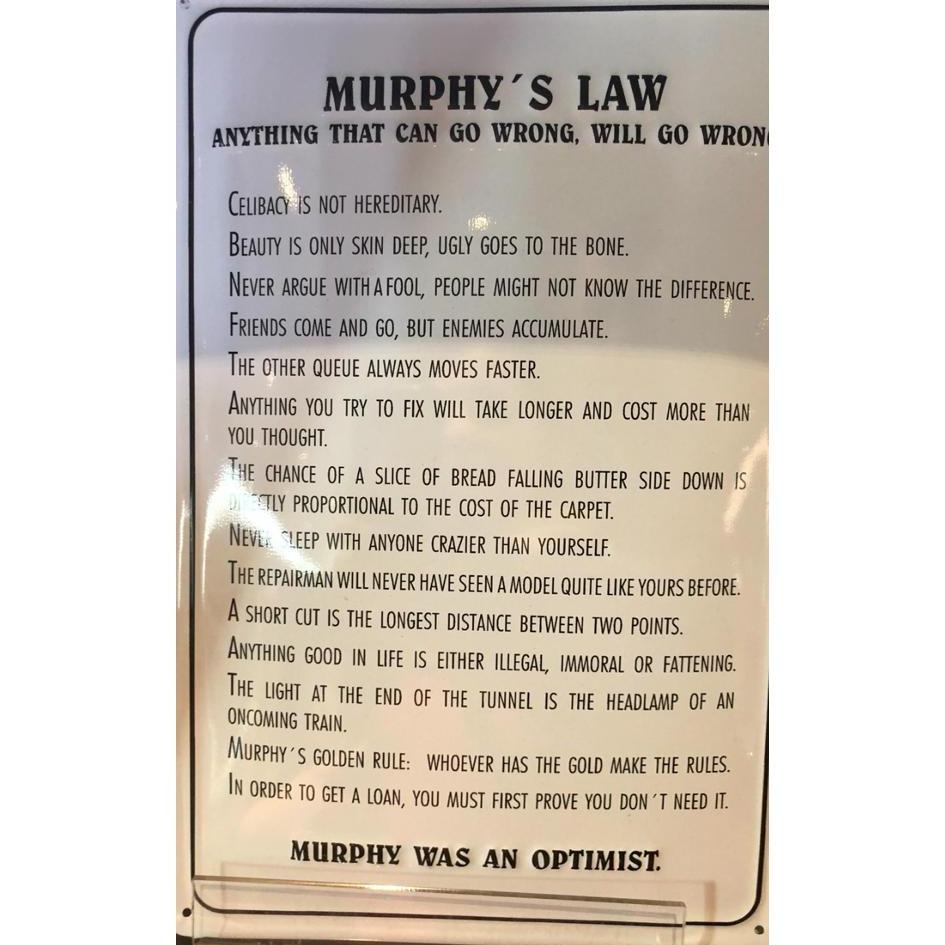 MURPHY´S LAW
ANYTHING THAT CAN GO WRONG, WILL GO WRONG
CELIBACY IS NOT HEREDITARY.
BEAUTY IS ONLY SKIN DEEP, UGLY GOES TO THE BONE.
NEVER ARGUE WITH A FOOL, PEOPLE MIGHT NOT KNOW THE DIFFERENCE.
FRIENDS COME AND GO, BUT ENEMIES ACCUMULATE.
THE OTHER QUEUE ALWAYS MOVES FASTER.
ANYTHING YOU TRY TO FIX WILL TAKE LONGER AND COST MORE THAN
YOU THOUGHT.
THE CHANCE OF A SLICE OF BREAD FALLING BUTTER SIDE DOWN IS
DIRECTLY PROPORTIONAL TO THE COST OF THE CARPET.
NEVER SLEEP WITH ANYONE CRAZIER THAN YOURSELF.
THE REPAIRMAN WILL NEVER HAVE SEEN A MODEL QUITE LIKE YOURS BEFORE.
A SHORT CUT IS THE LONGEST DISTANCE BETWEEN TWO POINTS.
ANYTHING GOOD IN LIFE IS EITHER ILLEGAL, IMMORAL OR FATTENING.
THE LIGHT AT THE END OF THE TUNNEL IS THE HEADLAMP OF AN
ONCOMING TRAIN.
MURPHY´S GOLDEN RULE: WHOEVER HAS THE GOLD MAKE THE RULES.
IN ORDER TO GET A LOAN, YOU MUST FIRST PROVE YOU DON´T NEED IT.
MURPHY WAS AN OPTIMIST.